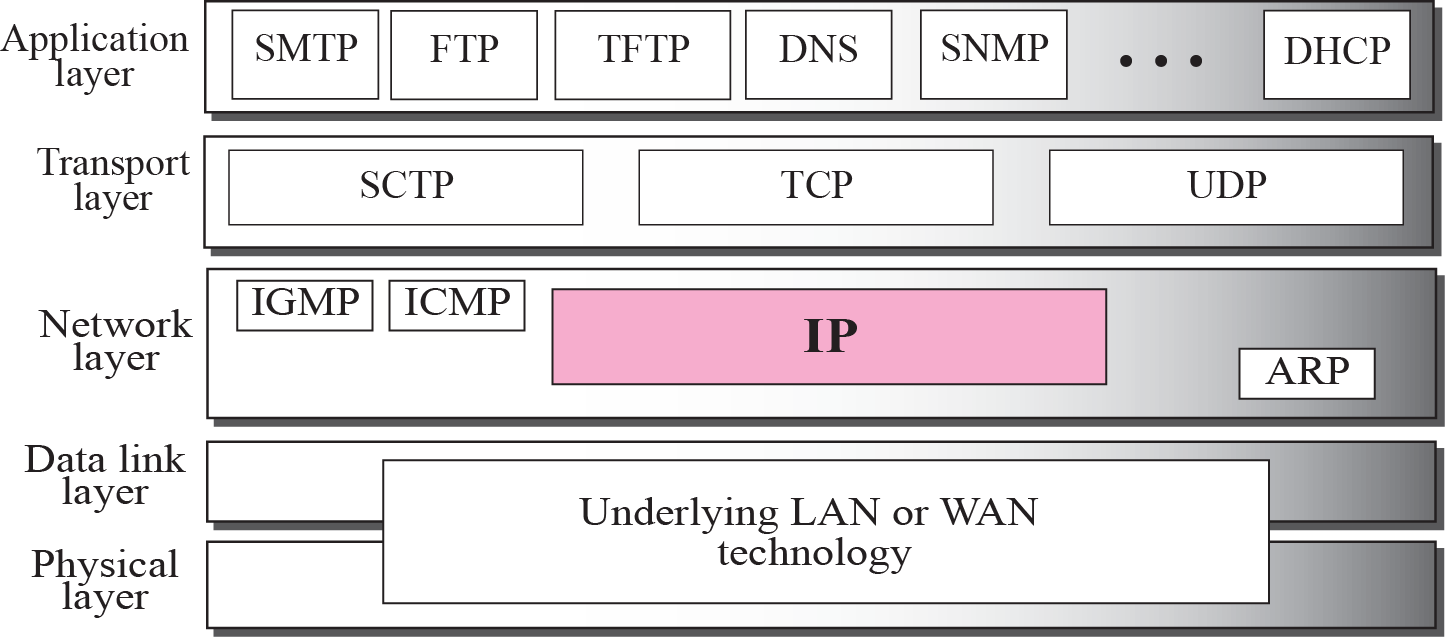 Application
layer
SMTP
FTP
TFTP
DNS
SNMP
• • •
DHCP
Transport
layer
SCTP
TCP
UDP
Network
layer
IGMP
ICMP
IP
ARP
Data link
layer
Physical
layer
Underlying LAN or WAN
technology